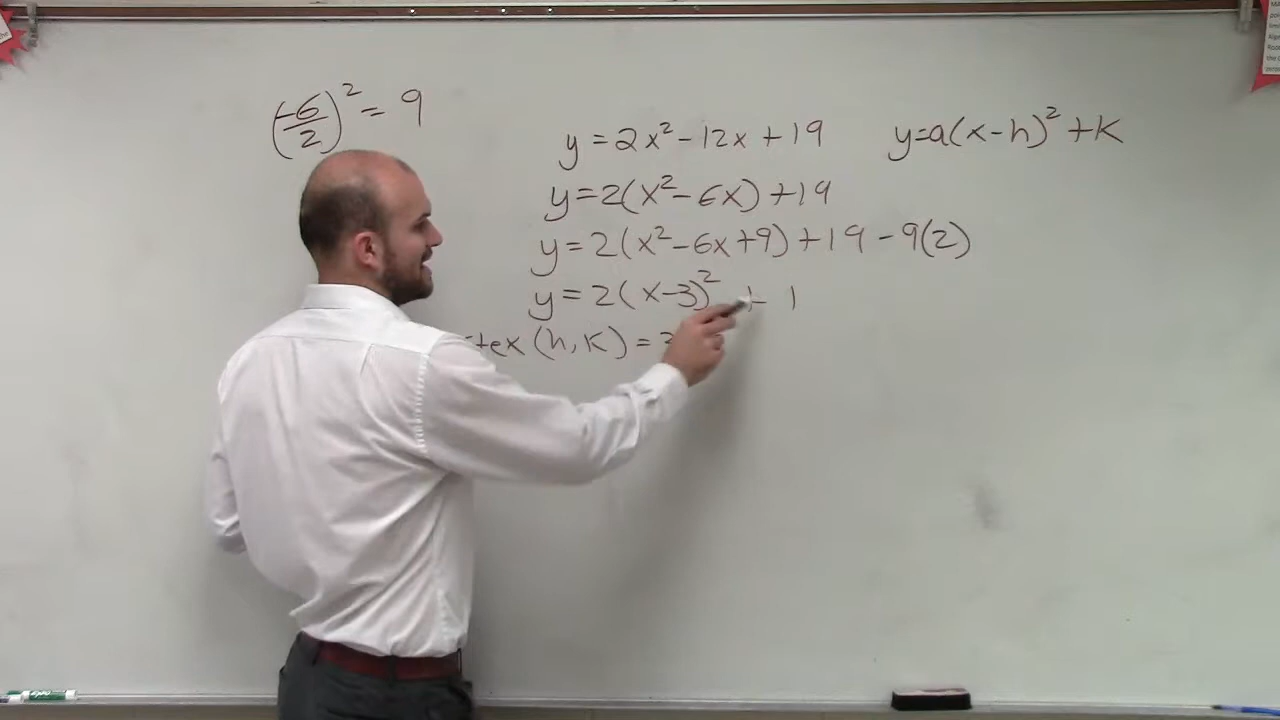 (-6/2)² = 9
y = 2x² - 12x + 19
y=a(x-h)² + k
y = 2(x² - 6x) + 19
y = 2(x² - 6x + 9) + 19 - 9(2)
y = 2(x-3)² + 1
(h, k) =